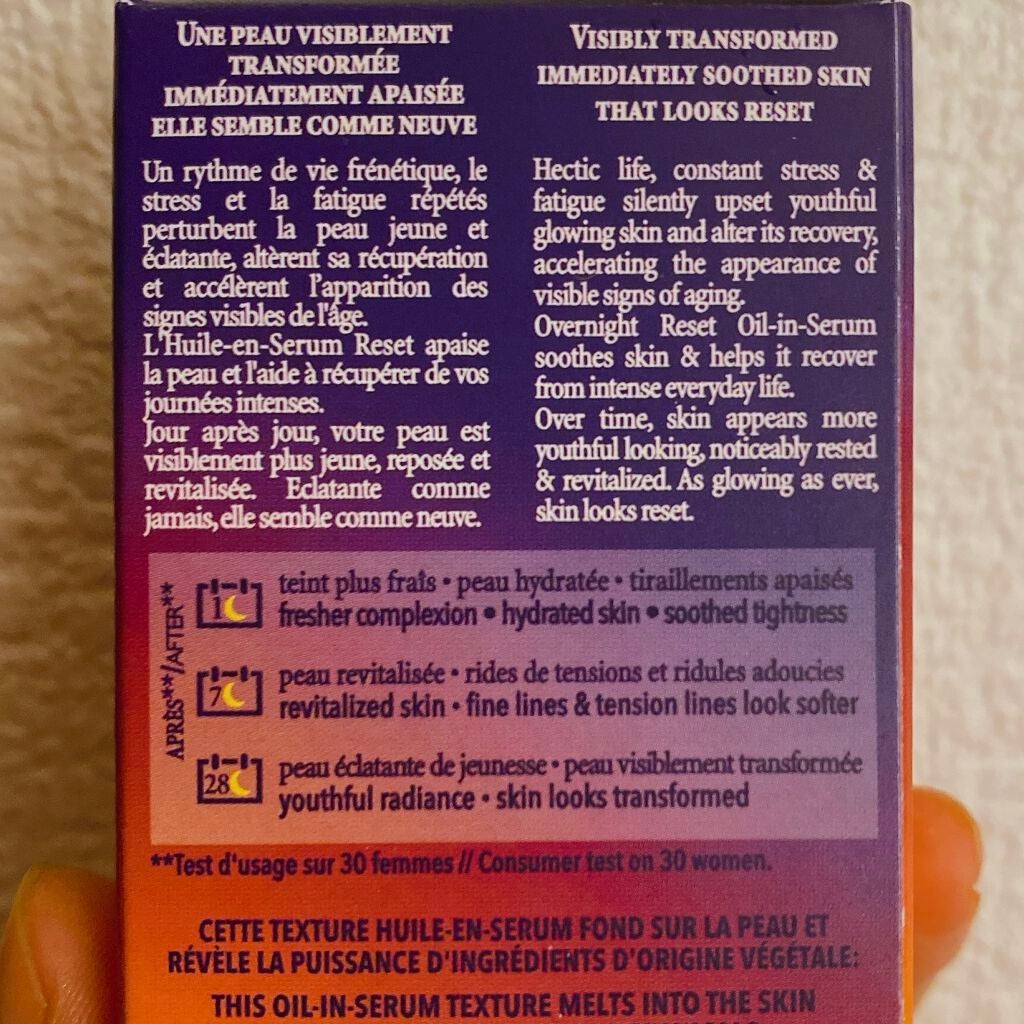 UNE PEAU VISIBLEMENT
TRANSFORMÉE
IMMÉDIATEMENT APAISÉE
ELLE SEMBLE COMME NEUVE
Un rythme de vie frénétique, le
stress et la fatigue répétés
perturbent la peau jeune et
éclatante, altèrent sa récupération
et accélèrent l'apparition des
signes visibles de l'âge.
L'Huile-en-Serum Reset apaise
la peau et l'aide à récupérer de vos
journées intenses.
Jour après jour, votre peau est
visiblement plus jeune, reposée et
revitalisée. Eclatante comme
jamais, elle semble comme neuve.
VISIBLY TRANSFORMED
IMMEDIATELY SOOTHED SKIN
THAT LOOKS RESET
Hectic life, constant stress &
fatigue silently upset youthful
glowing skin and alter its recovery,
accelerating the appearance of
visible signs of aging.
Overnight Reset Oil-in-Serum
soothes skin & helps it recover
from intense everyday life.
Over time, skin appears more
youthful looking, noticeably rested
& revitalized. As glowing as ever,
skin looks reset.
APRÈS**/AFTER**
1
teint plus frais • peau hydratée • tiraillements apaisés
fresher complexion • hydrated skin • soothed tightness
7
peau revitalisée • rides de tensions et ridules adoucies
revitalized skin • fine lines & tension lines look softer
28
peau éclatante de jeunesse • peau visiblement transformée
youthful radiance • skin looks transformed
**Test d'usage sur 30 femmes // Consumer test on 30 women.
CETTE TEXTURE HUILE-EN-SERUM FOND SUR LA PEAU ET
RÉVÈLE LA PUISSANCE D'INGRÉDIENTS D'ORIGINE VÉGÉTALE:
THIS OIL-IN-SERUM TEXTURE MELTS INTO THE SKIN